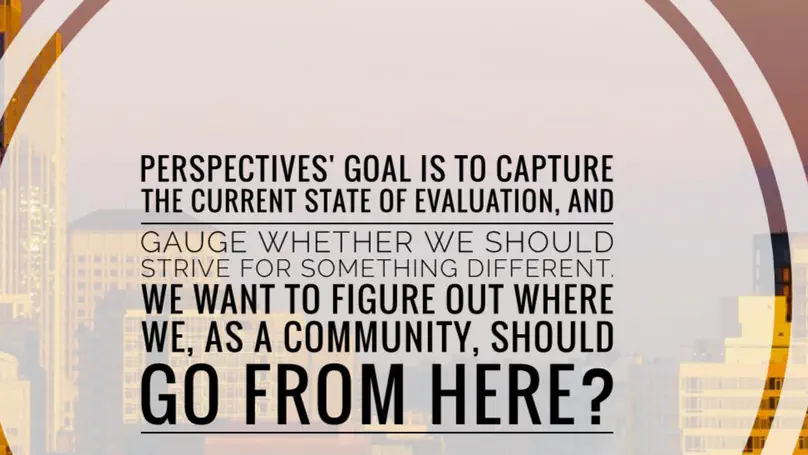 PERSPECTIVES' GOAL IS TO CAPTURE
THE CURRENT STATE OF EVALUATION, AND
GAUGE WHETHER WE SHOULD
STRIVE FOR SOMETHING DIFFERENT.
WE WANT TO FIGURE OUT WHERE
WE, AS A COMMUNITY, SHOULD
GO FROM HERE?